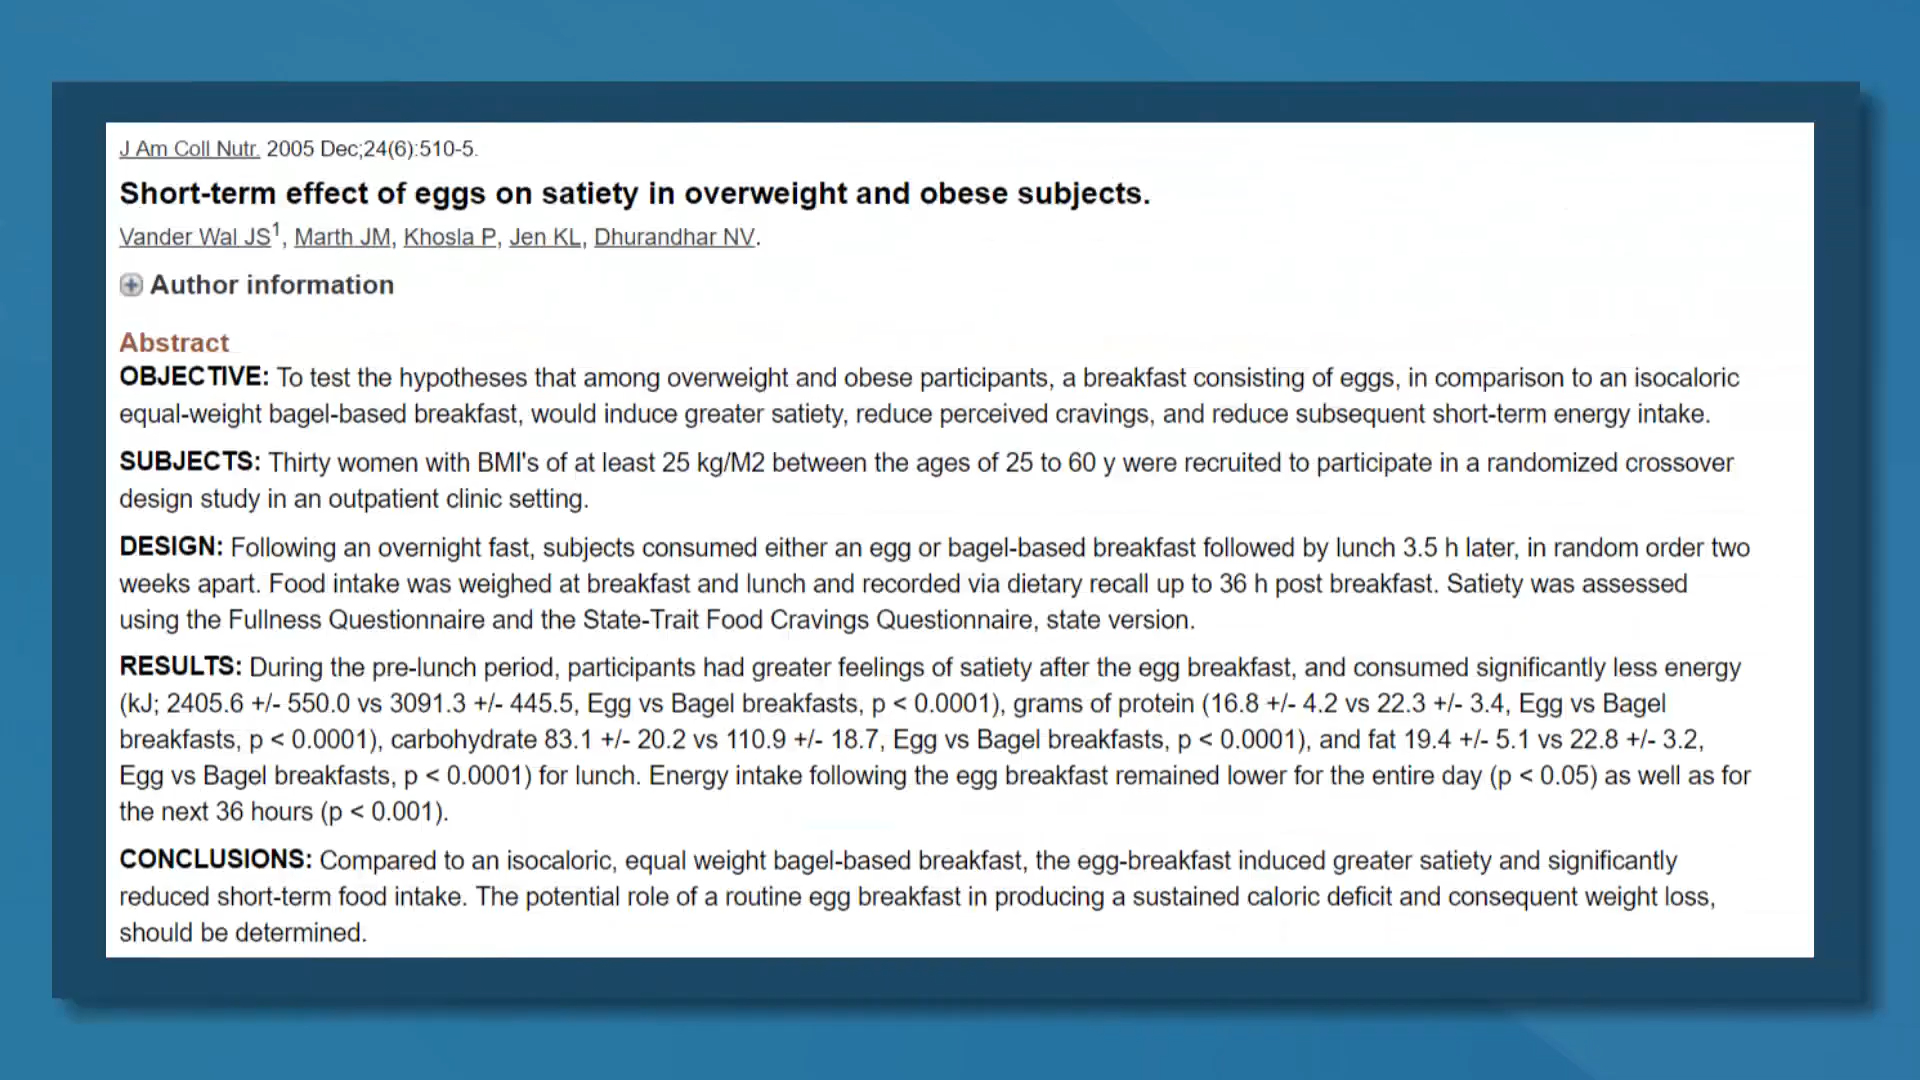 J Am Coll Nutr. 2005 Dec;24(6):510-5.
Short-term effect of eggs on satiety in overweight and obese subjects.
Vander Wal JS1, Marth JM, Khosla P, Jen KL, Dhurandhar NV.
Author information
Abstract
OBJECTIVE: To test the hypotheses that among overweight and obese participants, a breakfast consisting of eggs, in comparison to an isocaloric
equal-weight bagel-based breakfast, would induce greater satiety, reduce perceived cravings, and reduce subsequent short-term energy intake.
SUBJECTS: Thirty women with BMI's of at least 25 kg/M2 between the ages of 25 to 60 y were recruited to participate in a randomized crossover
design study in an outpatient clinic setting.
DESIGN: Following an overnight fast, subjects consumed either an egg or bagel-based breakfast followed by lunch 3.5 h later, in random order two
weeks apart. Food intake was weighed at breakfast and lunch and recorded via dietary recall up to 36 h post breakfast. Satiety was assessed
using the Fullness Questionnaire and the State-Trait Food Cravings Questionnaire, state version.
RESULTS: During the pre-lunch period, participants had greater feelings of satiety after the egg breakfast, and consumed significantly less energy
(kJ; 2405.6 +/- 550.0 vs 3091.3 +/- 445.5, Egg vs Bagel breakfasts, p < 0.0001), grams of protein (16.8 +/- 4.2 vs 22.3 +/- 3.4, Egg vs Bagel
breakfasts, p < 0.0001), carbohydrate 83.1 +/- 20.2 vs 110.9 +/- 18.7, Egg vs Bagel breakfasts, p < 0.0001), and fat 19.4 +/- 5.1 vs 22.8 +/- 3.2,
Egg vs Bagel breakfasts, p < 0.0001) for lunch. Energy intake following the egg breakfast remained lower for the entire day (p < 0.05) as well as for
the next 36 hours (p < 0.001).
CONCLUSIONS: Compared to an isocaloric, equal weight bagel-based breakfast, the egg-breakfast induced greater satiety and significantly
reduced short-term food intake. The potential role of a routine egg breakfast in producing a sustained caloric deficit and consequent weight loss,
should be determined.